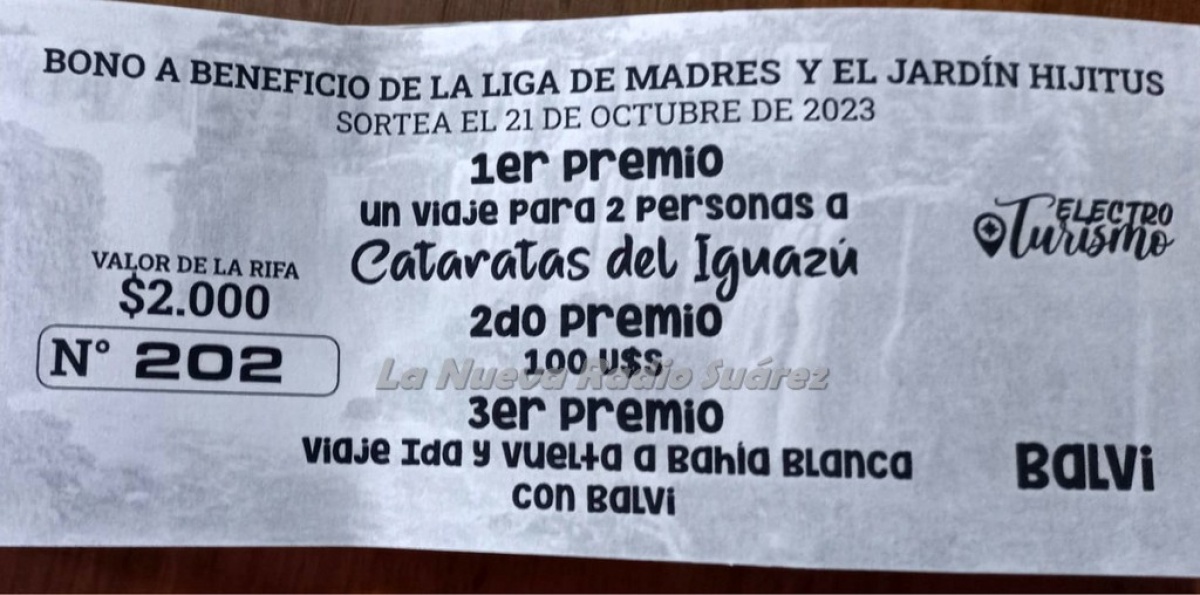 BONO A BENEFICIO DE LA LIGA DE MADRES Y EL JARDÍN HIJITUS
SORTEA EL 21 DE OCTUBRE DE 2023
1er Premio
un viaje para 2 personas a
Cataratas del Iguazú
ELECTRO
Turismo
VALOR DE LA RIFA
$2.000
N° 202
2do Premio
100 U$S
La Nueva Radio Suárez
3er Premio
Viaje Ida y Vuelta a Bahía Blanca
con Balvi
BALVi